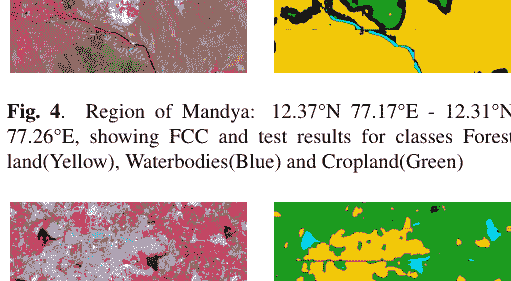 Fig. 4. Region of Mandya: 12.37°N 77.17°E - 12.31°N
77.26°E, showing FCC and test results for classes Forest
land(Yellow), Waterbodies(Blue) and Cropland(Green)